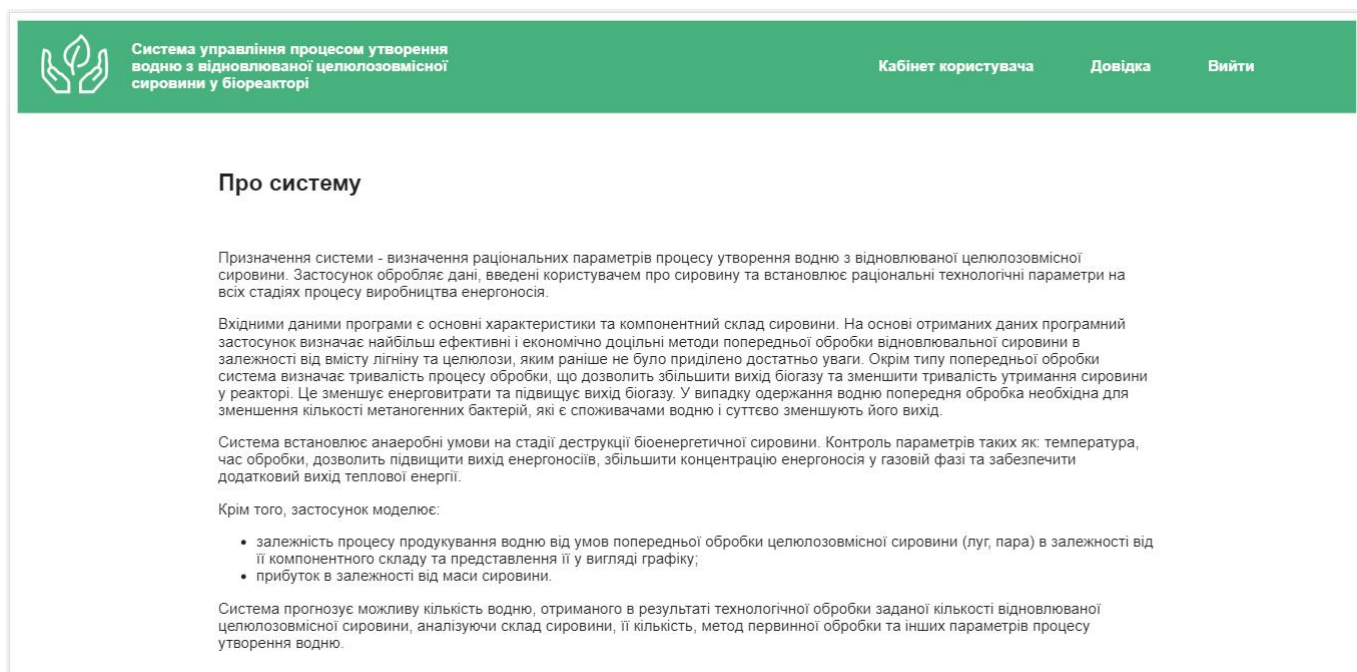 Система управління процесом утворення
водню з відновлюваної целюлозовмісної
сировини у біореакторі
Кабінет користувача Довідка Вийти
Про систему
Призначення системи - визначення раціональних параметрів процесу утворення водню з відновлюваної целюлозовмісної
сировини. Застосунок обробляє дані, введені користувачем про сировину та встановлює раціональні технологічні параметри на
всіх стадіях процесу виробництва енергоносія.
Вхідними даними програми є основні характеристики та компонентний склад сировини. На основі отриманих даних програмний
застосунок визначає найбільш ефективні і економічно доцільні методи попередньої обробки відновлювальної сировини в
залежності від вмісту лігніну та целюлози, яким раніше не було приділено достатньо уваги. Окрім типу попередньої обробки
система визначає тривалість процесу обробки, що дозволить збільшити вихід біогазу та зменшити тривалість утримання сировини
у реакторі. Це зменшує енерговитрати та підвищує вихід біогазу. У випадку одержання водню попередня обробка необхідна для
зменшення кількості метаногенних бактерій, які є споживачами водню і суттєво зменшують його вихід.
Система встановлює анаеробні умови на стадії деструкції біоенергетичної сировини. Контроль параметрів таких як: температура,
час обробки, дозволить підвищити вихід енергоносіїв, збільшити концентрацію енергоносія у газовій фазі та забезпечити
додатковий вихід теплової енергії.
Крім того, застосунок моделює:
• залежність процесу продукування водню від умов попередньої обробки целюлозовмісної сировини (луг, пара) в залежності від
її компонентного складу та представлення її у вигляді графіку;
• прибуток в залежності від маси сировини.
Система прогнозує можливу кількість водню, отриманого в результаті технологічної обробки заданої кількості відновлюваної
целюлозовмісної сировини, аналізуючи склад сировини, її кількість, метод первинної обробки та інших параметрів процесу
утворення водню.